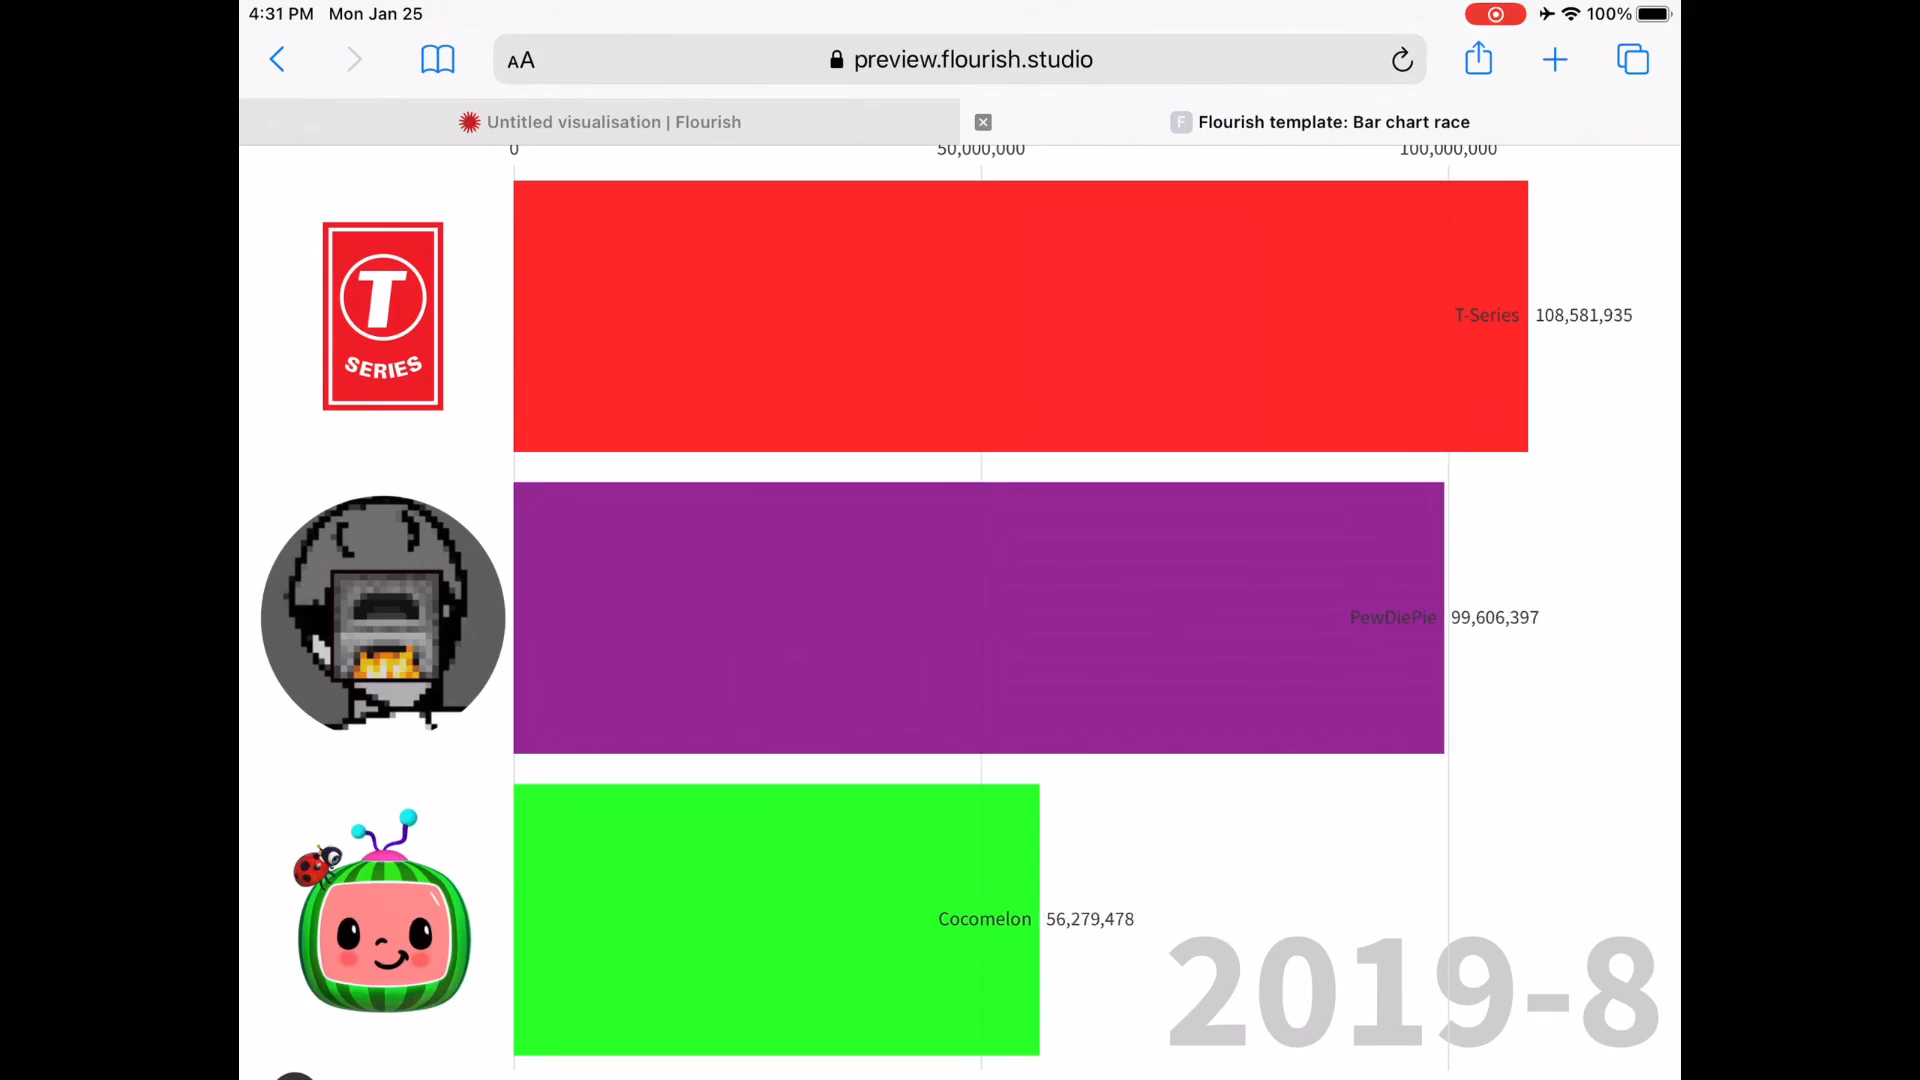 4:31 PM Mon Jan 25
100%
AA preview.flourish.studio
Untitled visualisation | Flourish
F Flourish template: Bar chart race
0 50,000,000 100,000,000
T SERIES
T-Series 108,581,935
PewDiePie 99,606,397
Cocomelon 56,279,478
2019-8